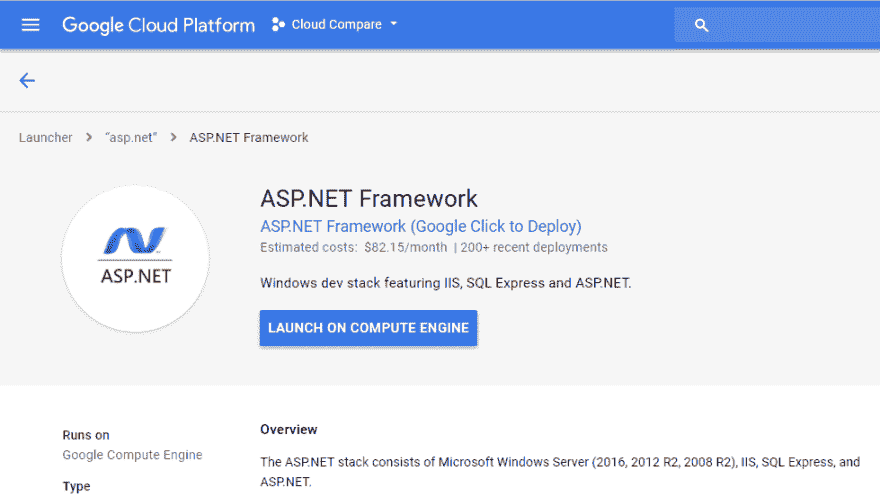 Google Cloud Platform Cloud Compare
Launcher > "asp.net" > ASP.NET Framework
ASP.NET
ASP.NET Framework
ASP.NET Framework (Google Click to Deploy)
Estimated costs: $82.15/month | 200+ recent deployments
Windows dev stack featuring IIS, SQL Express and ASP.NET.
LAUNCH ON COMPUTE ENGINE
Runs on
Google Compute Engine
Type
Overview
The ASP.NET stack consists of Microsoft Windows Server (2016, 2012 R2, 2008 R2), IIS, SQL Express, and
ASP.NET.